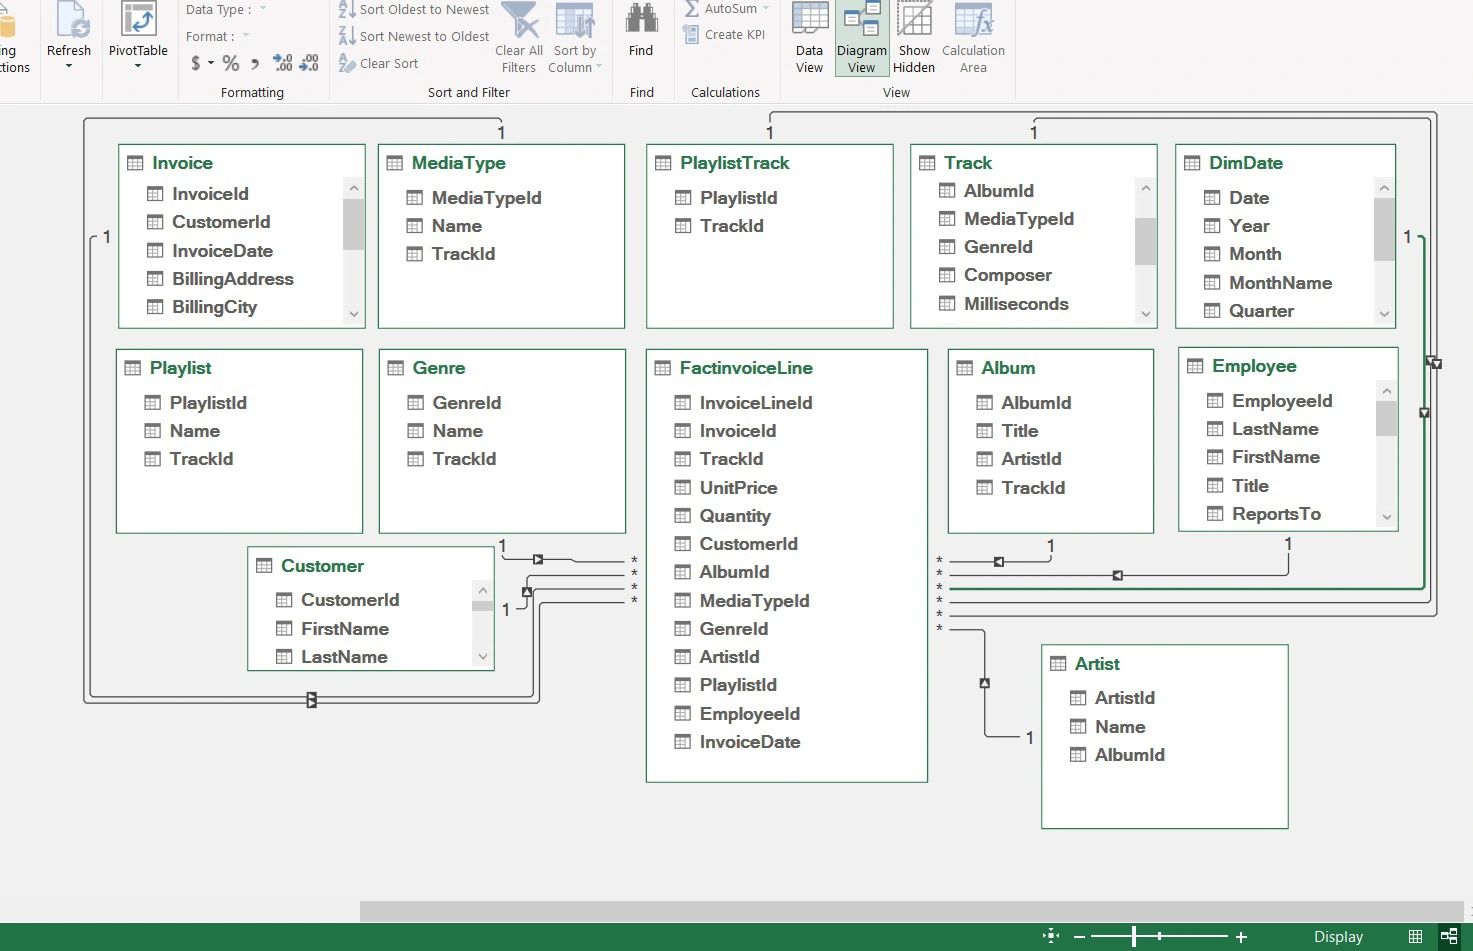 ing
ctions
Refresh
PivotTable
Data Type :
Format :
$ % , .00 .00
Formatting
Sort Oldest to Newest
Sort Newest to Oldest
Clear Sort
Clear All
Filters
Sort by
Column
Sort and Filter
Find
Find
AutoSum
Create KPI
Calculations
Data
View
Diagram
View
Show
Hidden
Calculation
Area
View
1
1
1
Invoice
InvoiceId
CustomerId
InvoiceDate
BillingAddress
BillingCity
MediaType
MediaTypeId
Name
TrackId
PlaylistTrack
PlaylistId
TrackId
Track
AlbumId
MediaTypeId
GenreId
Composer
Milliseconds
DimDate
Date
Year
Month
MonthName
Quarter
1
1
Playlist
PlaylistId
Name
TrackId
Genre
GenreId
Name
TrackId
FactinvoiceLine
InvoiceLineId
InvoiceId
TrackId
UnitPrice
Quantity
CustomerId
AlbumId
MediaTypeId
GenreId
ArtistId
PlaylistId
EmployeeId
InvoiceDate
Album
AlbumId
Title
ArtistId
TrackId
Employee
EmployeeId
LastName
FirstName
Title
ReportsTo
1
1
1
Customer
CustomerId
FirstName
LastName
1
*
*
*
*
*
*
*
*
*
*
Artist
ArtistId
Name
AlbumId
1
Display